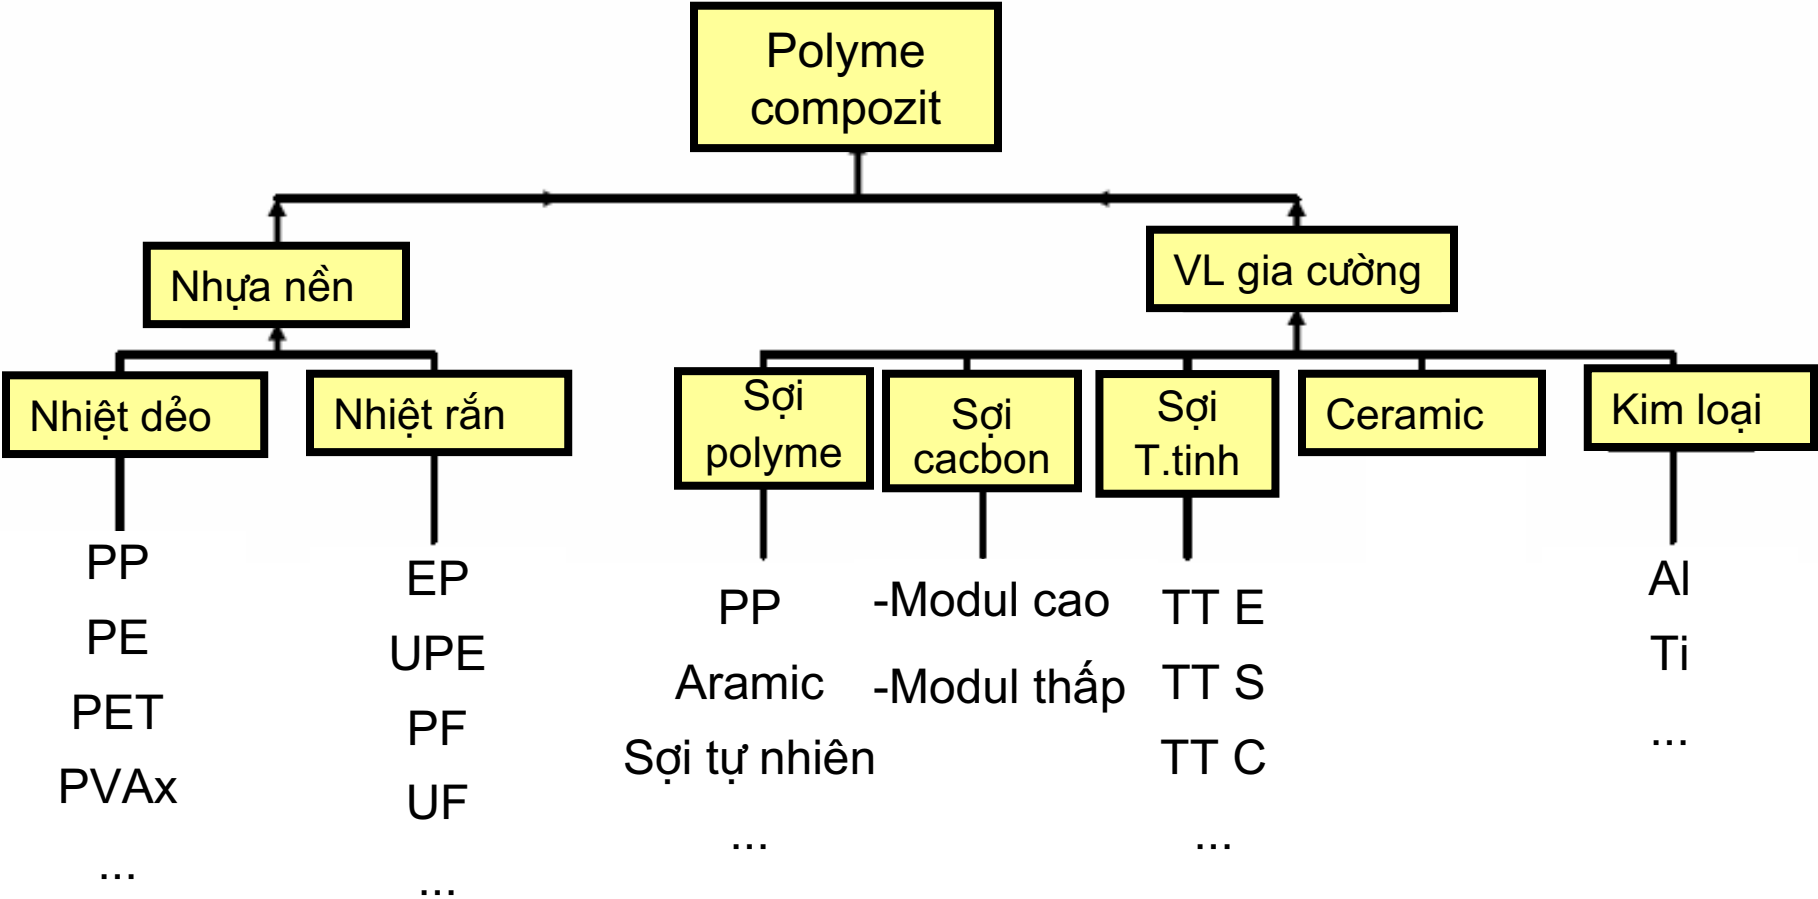 Polyme
compozit
Nhựa nền
VL gia cường
Nhiệt dẻo
Nhiệt rắn
Sợi
polyme
Sợi
cacbon
Sợi
T.tinh
Ceramic
Kim loại
PP
PE
PET
PVAx
...
EP
UPE
PF
UF
...
PP
Aramic
Sợi tự nhiên
...
-Modul cao
-Modul thấp
TT E
TT S
TT C
...
Al
Ti
...